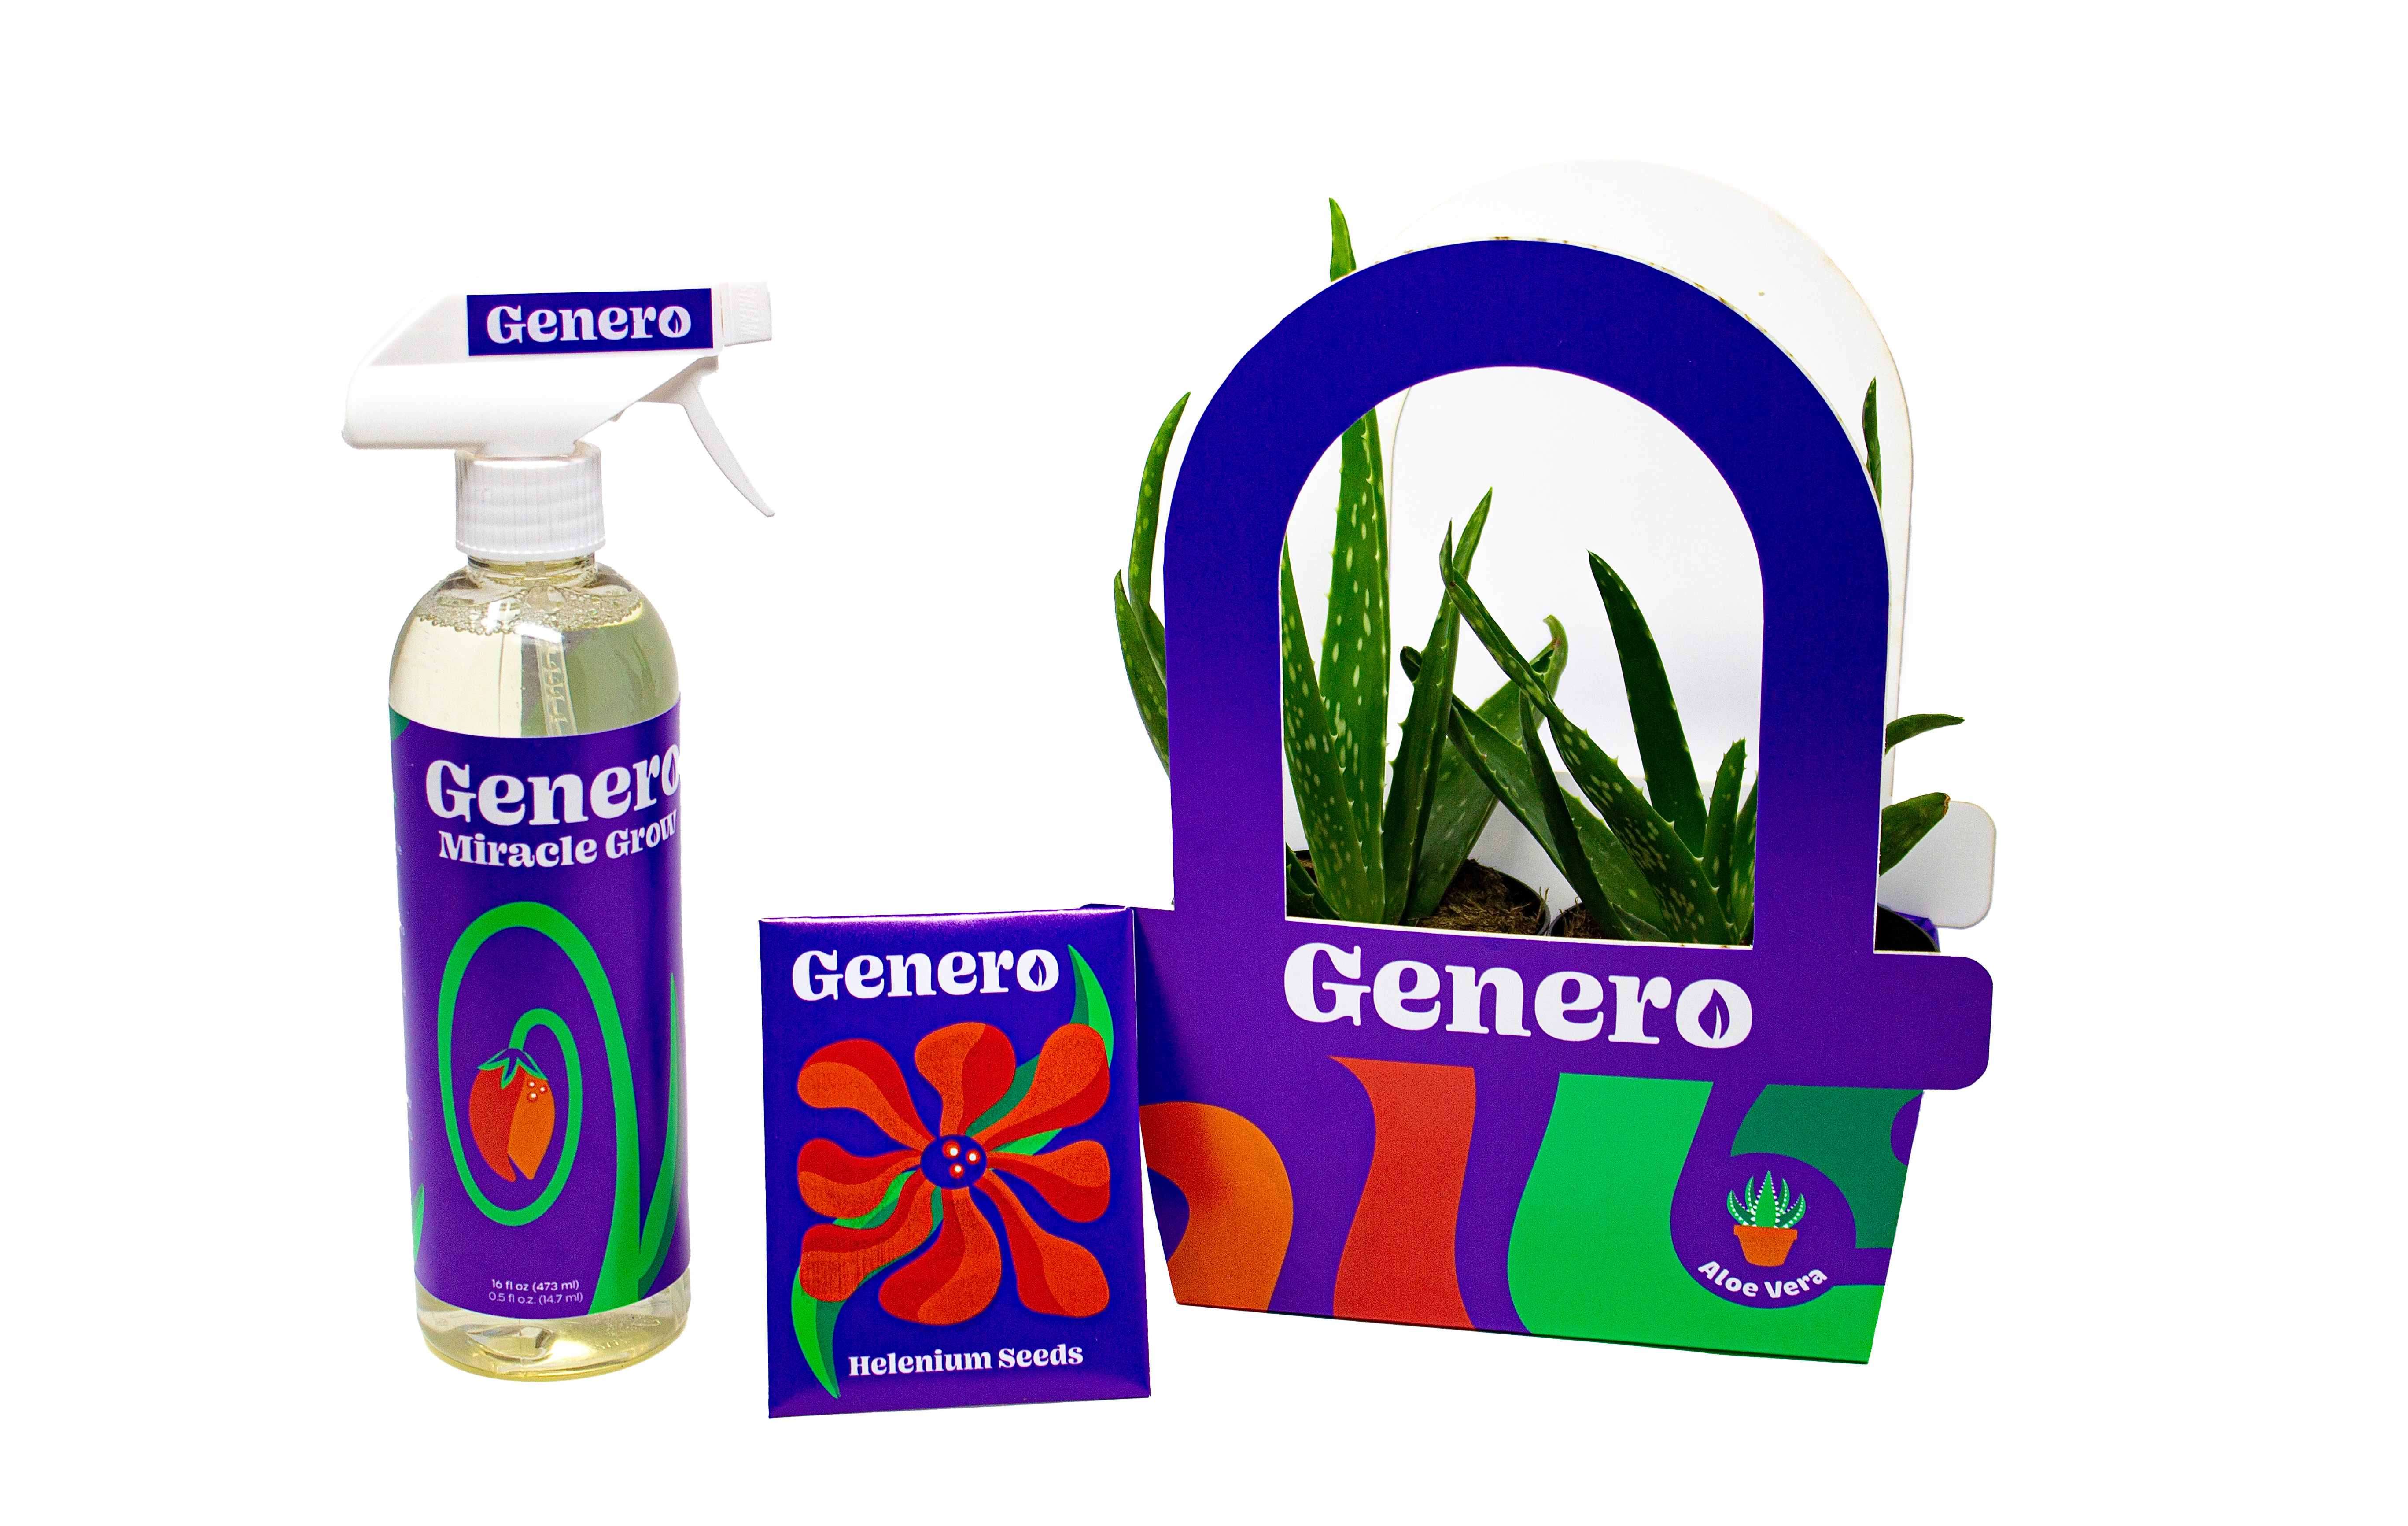 Genero
STREAM
Genero
Miracle Grow
16 fl oz (473 ml)
0.5 fl o.z. (14.7 ml)
Genero
Helenium Seeds
Genero
Aloe Vera